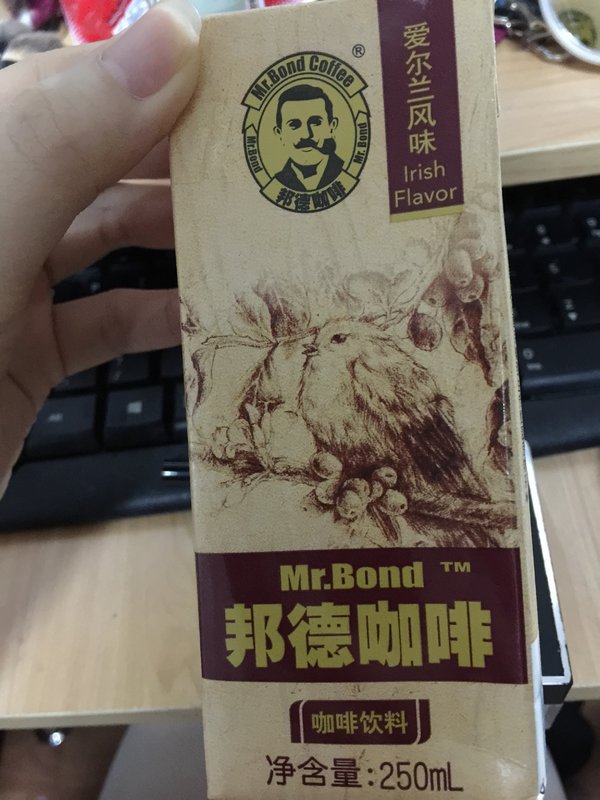 Mr.Bond Coffee
®
Mr.Bond
Mr. Bond
邦德咖啡
爱尔兰风味
Irish
Flavor
Mr.Bond ™
邦德咖啡
咖啡饮料
净含量:250mL